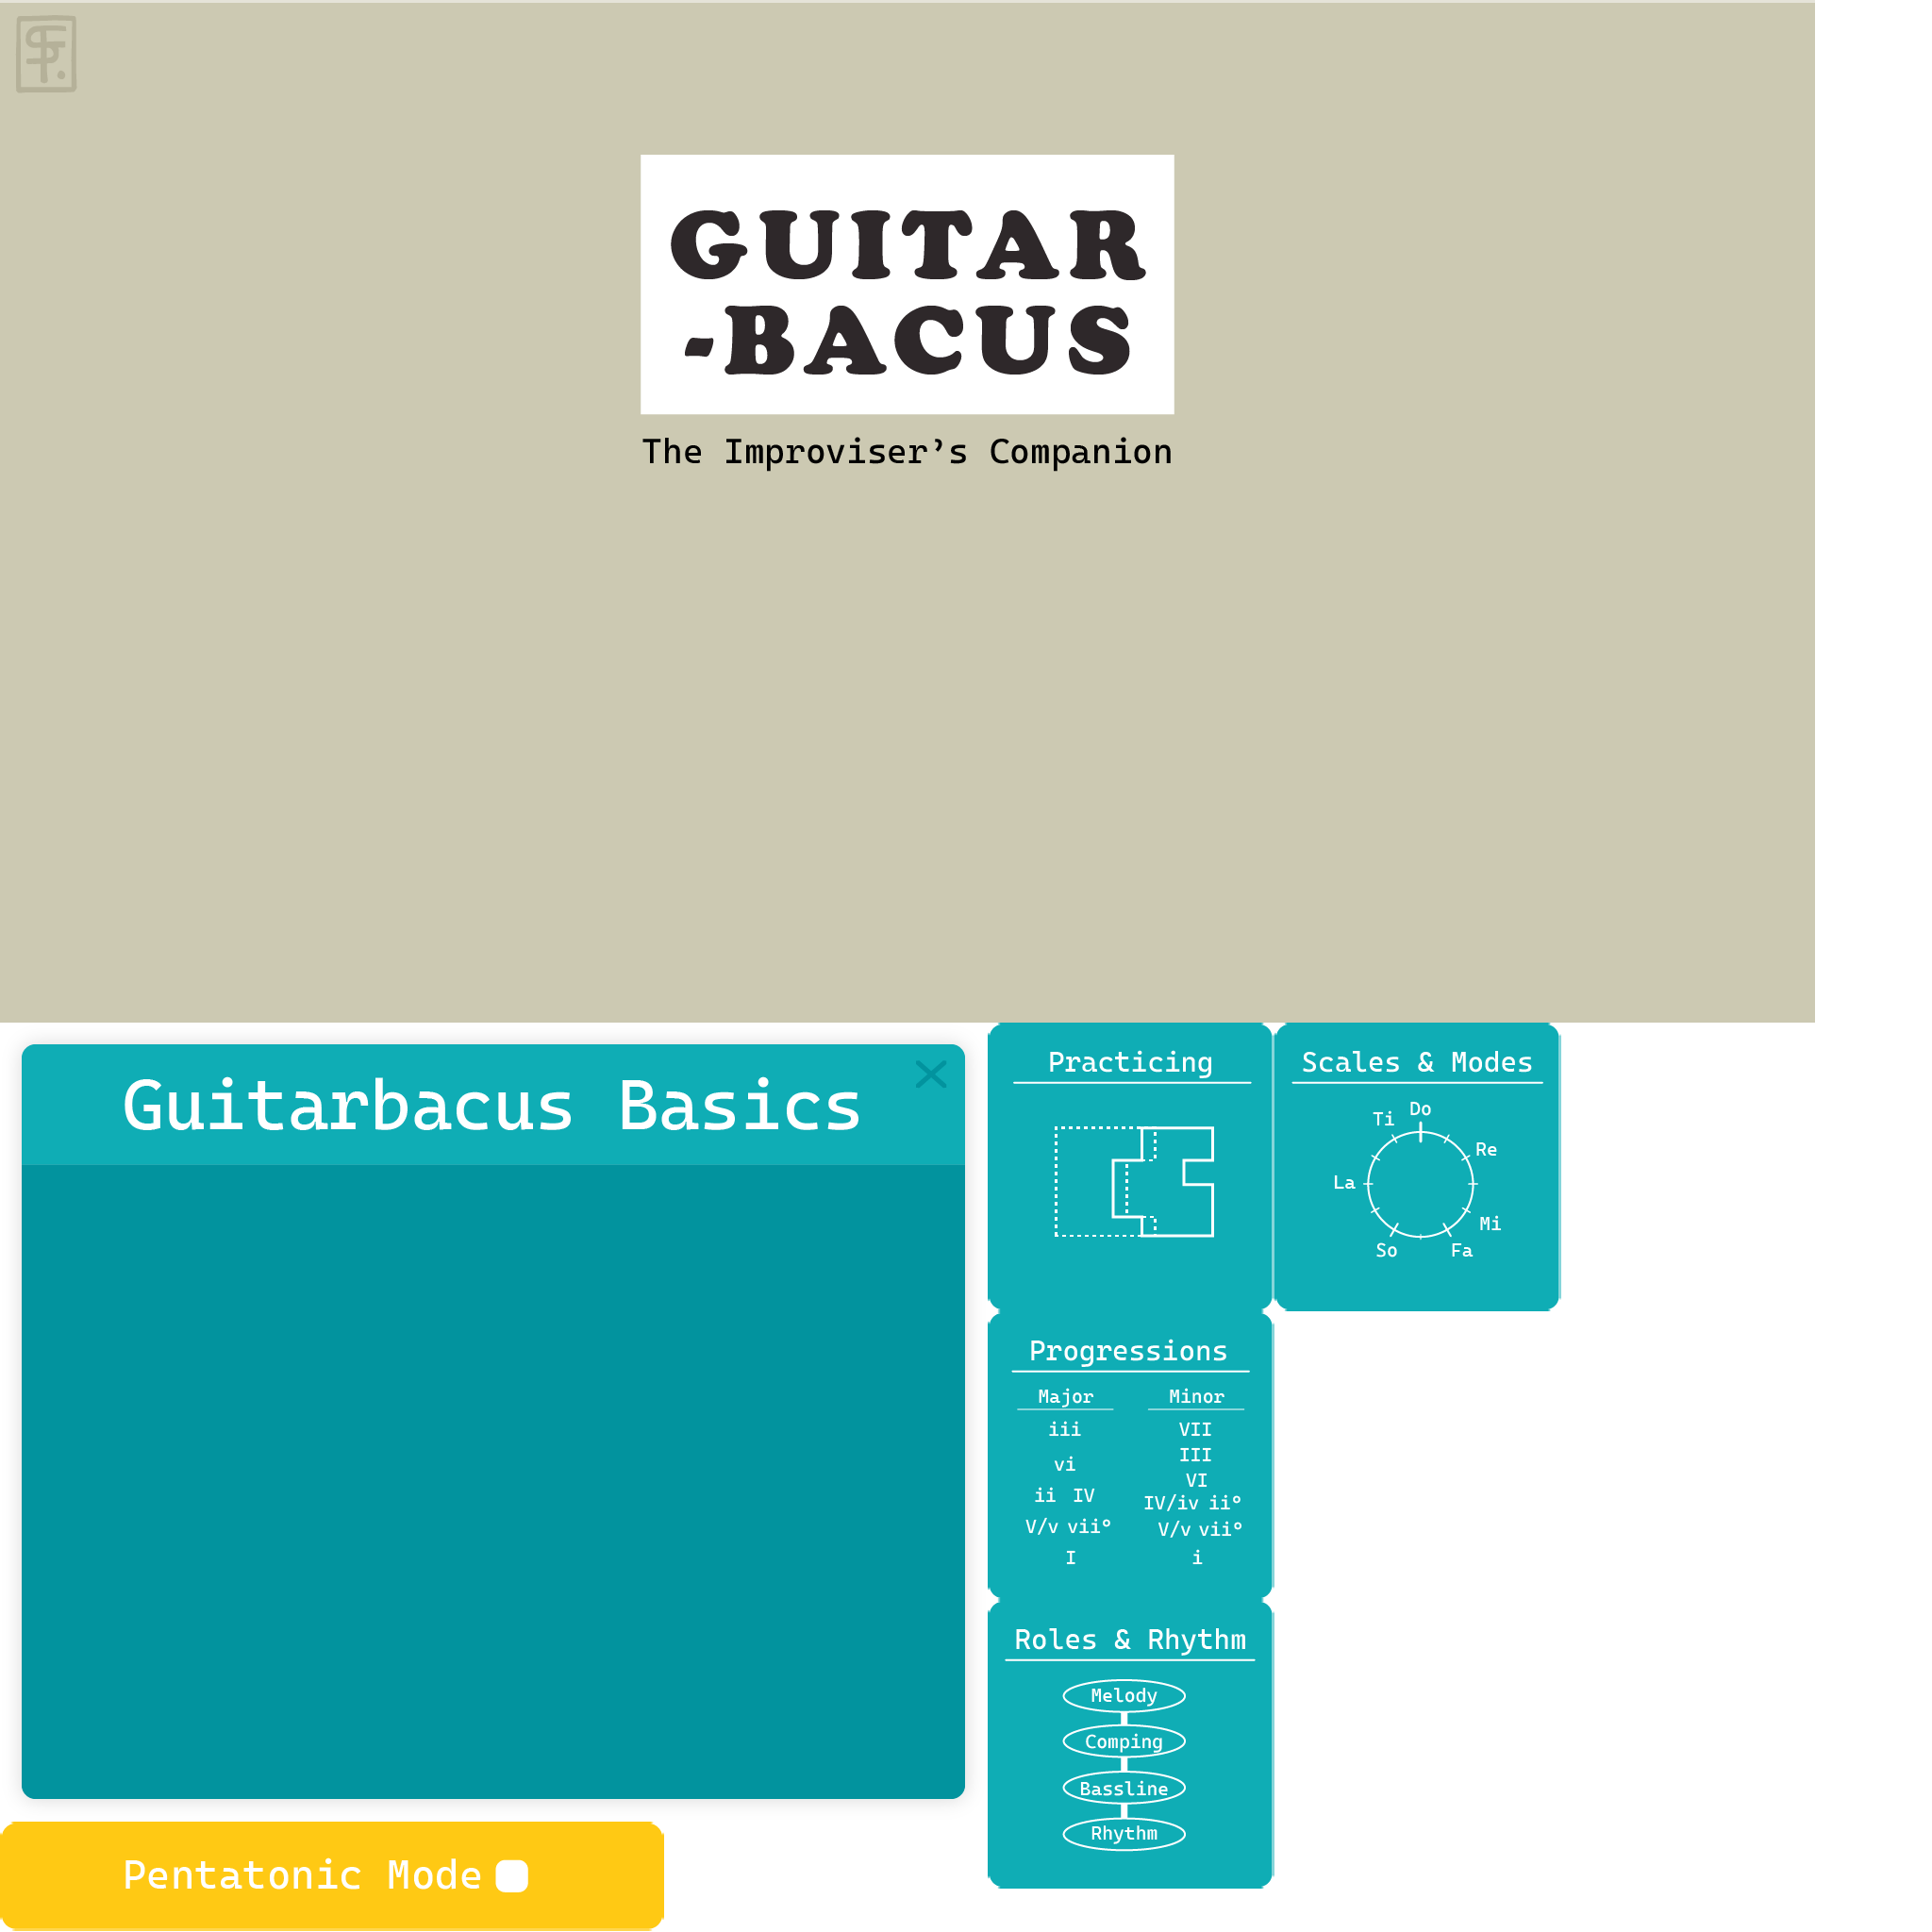 GUITAR
-BACUS
The Improviser’s Companion
Guitarbacus Basics
Pentatonic Mode
Practicing
Scales & Modes
Do
Ti
Re
La
Mi
So
Fa
Progressions
Major
iii
vi
ii IV
V/v vii°
I
Minor
VII
III
VI
IV/iv ii°
V/v vii°
i
Roles & Rhythm
Melody
Comping
Bassline
Rhythm